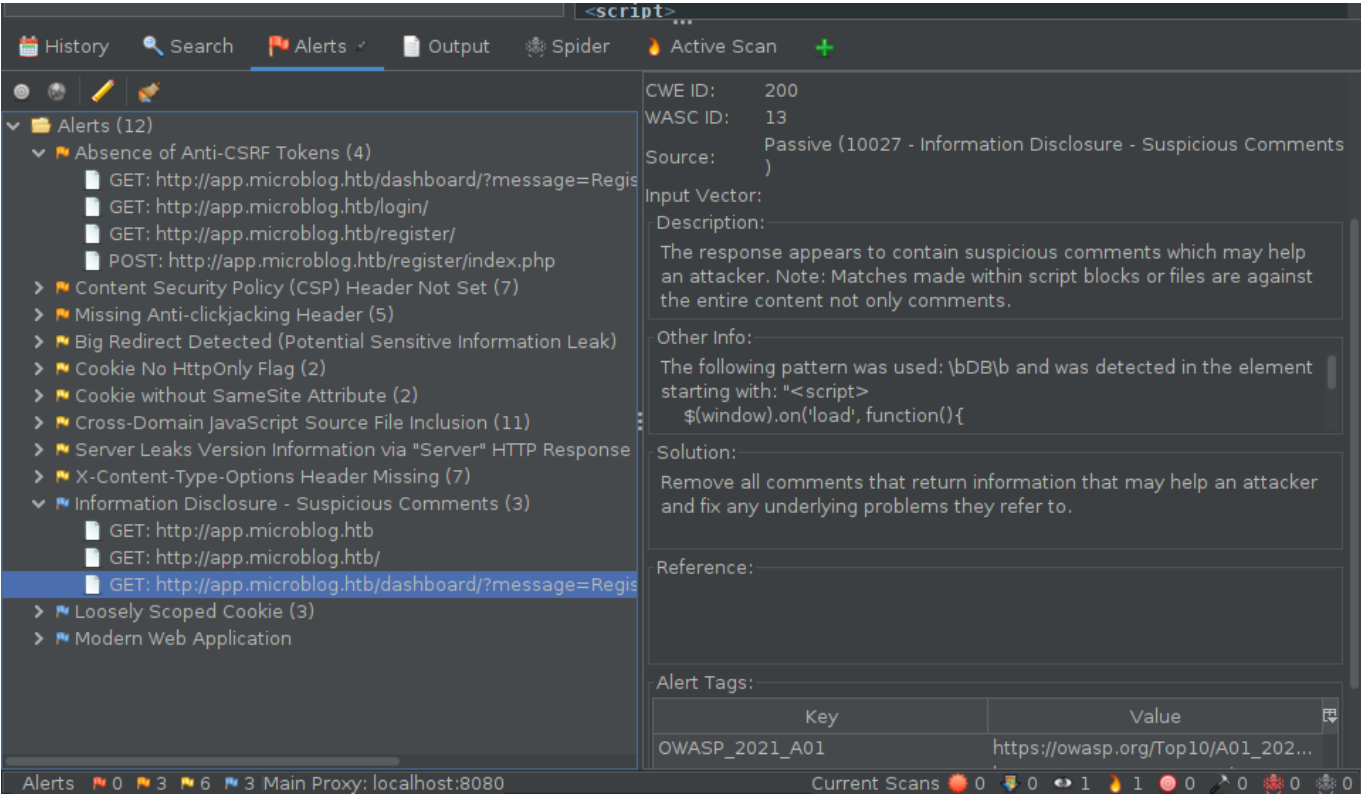 <script>
History Search Alerts Output Spider Active Scan
Alerts (12)
Absence of Anti-CSRF Tokens (4)
GET: http://app.microblog.htb/dashboard/?message=Regis
GET: http://app.microblog.htb/login/
GET: http://app.microblog.htb/register/
POST: http://app.microblog.htb/register/index.php
Content Security Policy (CSP) Header Not Set (7)
Missing Anti-clickjacking Header (5)
Big Redirect Detected (Potential Sensitive Information Leak)
Cookie No HttpOnly Flag (2)
Cookie without SameSite Attribute (2)
Cross-Domain JavaScript Source File Inclusion (11)
Server Leaks Version Information via "Server" HTTP Response
X-Content-Type-Options Header Missing (7)
Information Disclosure - Suspicious Comments (3)
GET: http://app.microblog.htb
GET: http://app.microblog.htb/
GET: http://app.microblog.htb/dashboard/?message=Regis
Loosely Scoped Cookie (3)
Modern Web Application
CWE ID: 200
WASC ID: 13
Source: Passive (10027 - Information Disclosure - Suspicious Comments
)
Input Vector:
Description:
The response appears to contain suspicious comments which may help
an attacker. Note: Matches made within script blocks or files are against
the entire content not only comments.
Other Info:
The following pattern was used: \bDB\b and was detected in the element
starting with: "<script>
$(window).on('load', function(){
Solution:
Remove all comments that return information that may help an attacker
and fix any underlying problems they refer to.
Reference:
Alert Tags:
Key Value
OWASP_2021_A01 https://owasp.org/Top10/A01_202...
Alerts 0 3 6 3 Main Proxy: localhost:8080 Current Scans 0 0 1 1 0 0 0 0